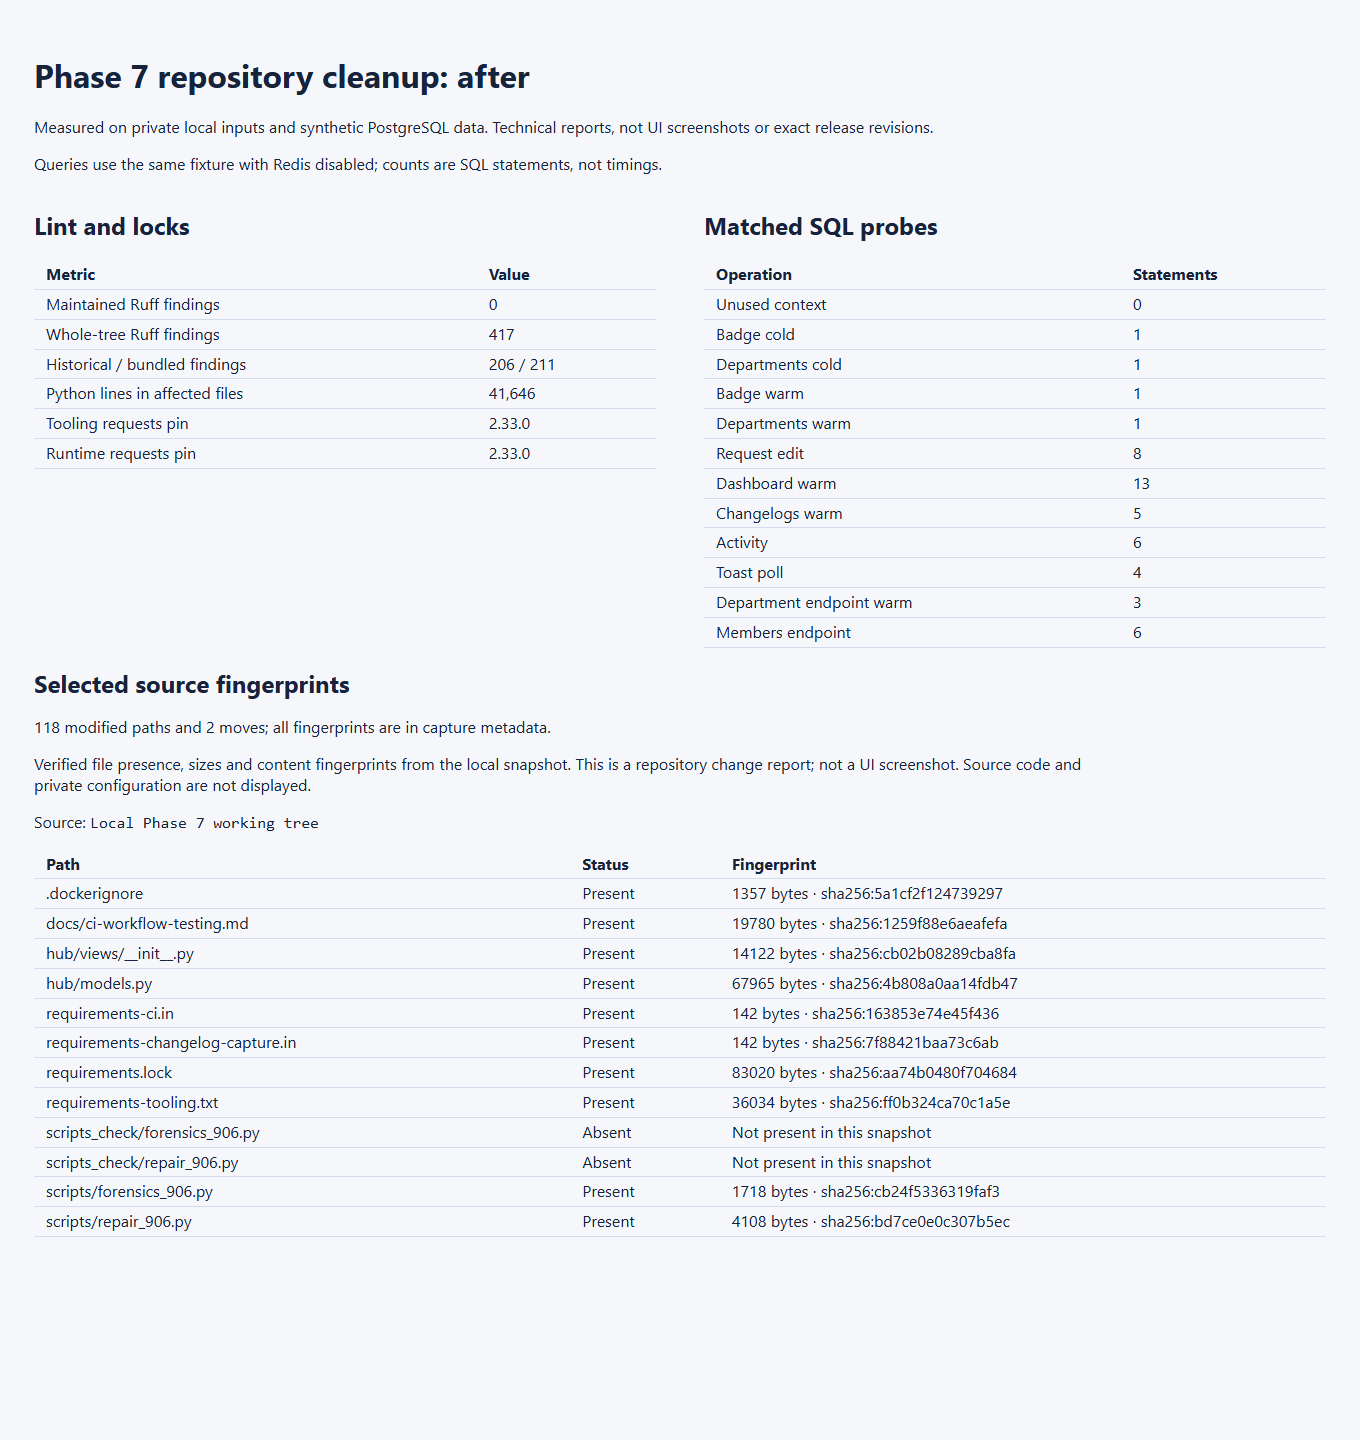 Phase 7 repository cleanup: after
Measured on private local inputs and synthetic PostgreSQL data. Technical reports, not UI screenshots or exact release revisions.
Queries use the same fixture with Redis disabled; counts are SQL statements, not timings.
Lint and locks
Metric Value
Maintained Ruff findings 0
Whole-tree Ruff findings 417
Historical / bundled findings 206 / 211
Python lines in affected files 41,646
Tooling requests pin 2.33.0
Runtime requests pin 2.33.0
Matched SQL probes
Operation Statements
Unused context 0
Badge cold 1
Departments cold 1
Badge warm 1
Departments warm 1
Request edit 8
Dashboard warm 13
Changelogs warm 5
Activity 6
Toast poll 4
Department endpoint warm 3
Members endpoint 6
Selected source fingerprints
118 modified paths and 2 moves; all fingerprints are in capture metadata.
Verified file presence, sizes and content fingerprints from the local snapshot. This is a repository change report; not a UI screenshot. Source code and
private configuration are not displayed.
Source: Local Phase 7 working tree
Path Status Fingerprint
.dockerignore Present 1357 bytes · sha256:5a1cf2f124739297
docs/ci-workflow-testing.md Present 19780 bytes · sha256:1259f88e6aeafefa
hub/views/__init__.py Present 14122 bytes · sha256:cb02b08289cba8fa
hub/models.py Present 67965 bytes · sha256:4b808a0aa14fdb47
requirements-ci.in Present 142 bytes · sha256:163853e74e45f436
requirements-changelog-capture.in Present 142 bytes · sha256:7f88421baa73c6ab
requirements.lock Present 83020 bytes · sha256:aa74b0480f704684
requirements-tooling.txt Present 36034 bytes · sha256:ff0b324ca70c1a5e
scripts_check/forensics_906.py Absent Not present in this snapshot
scripts_check/repair_906.py Absent Not present in this snapshot
scripts/forensics_906.py Present 1718 bytes · sha256:cb24f5336319faf3
scripts/repair_906.py Present 4108 bytes · sha256:bd7ce0e0c307b5ec